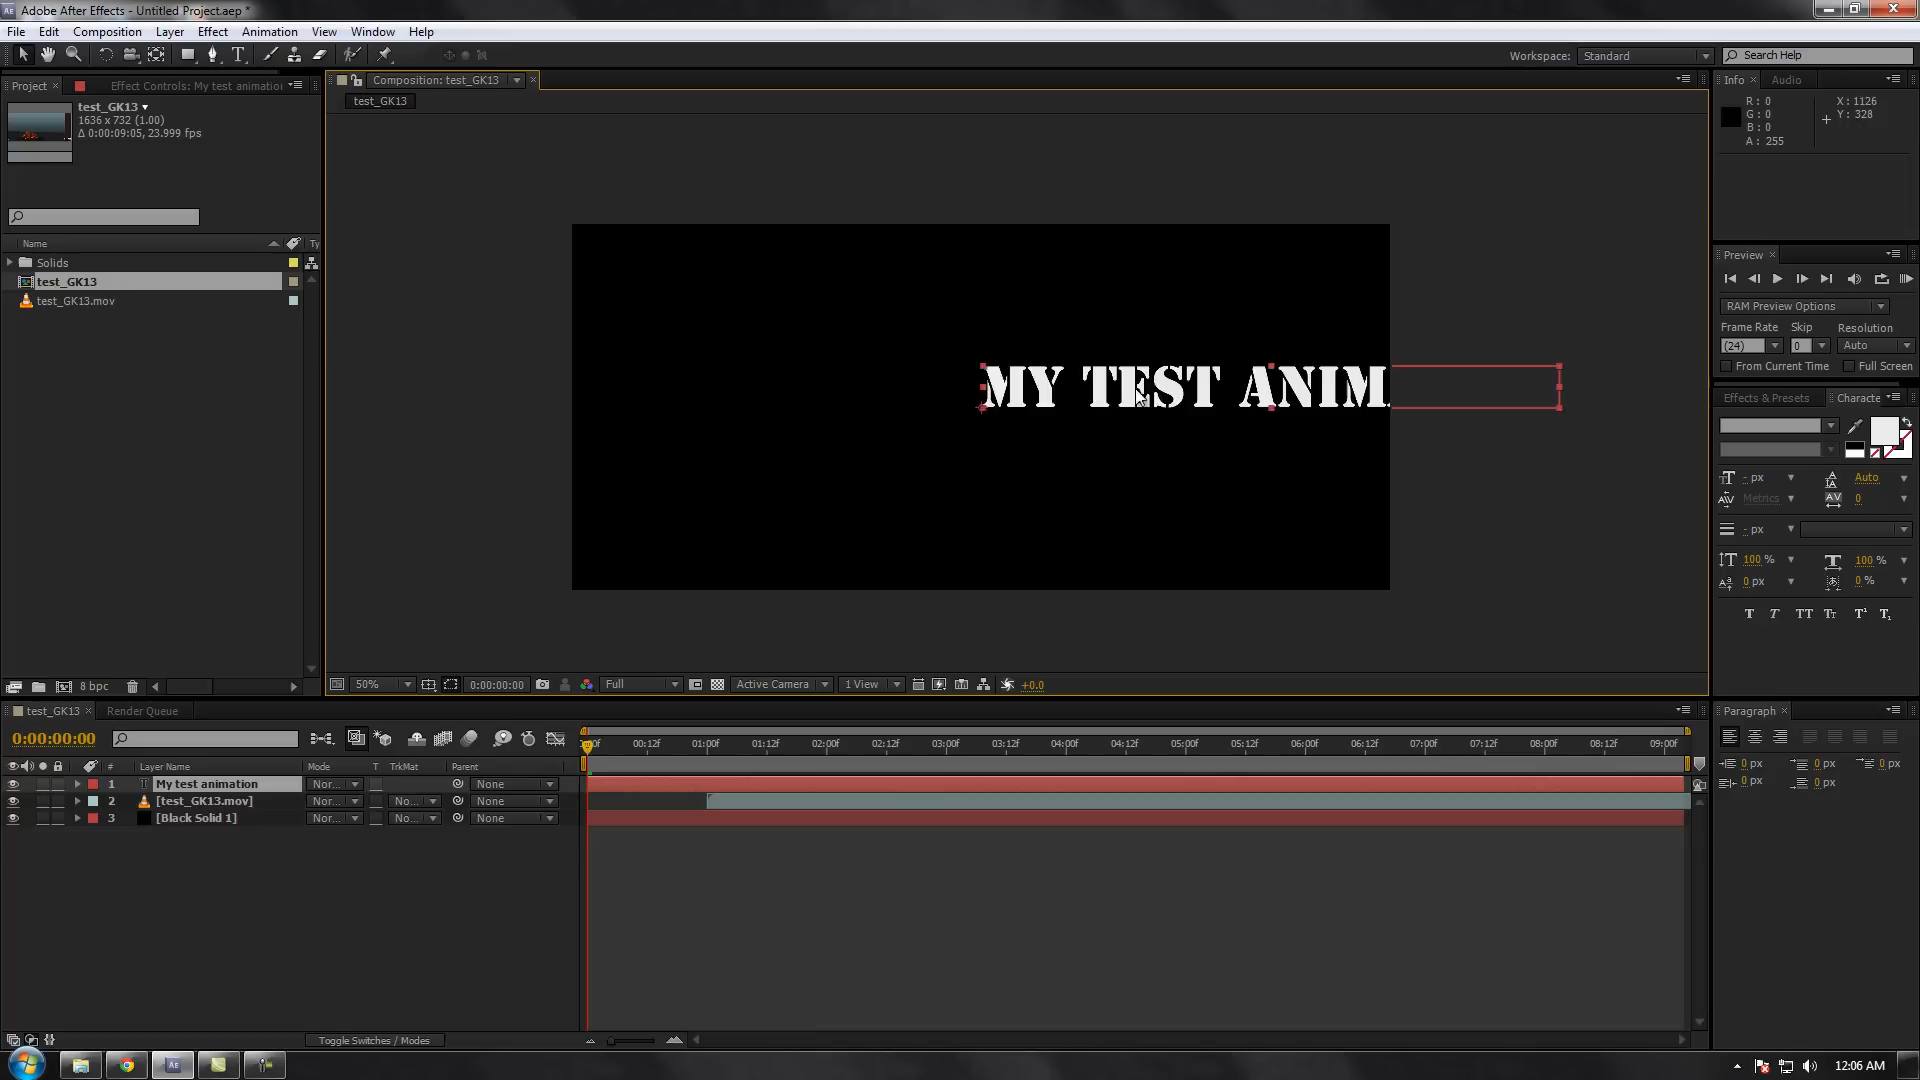 Adobe After Effects - Untitled Project.aep *
File Edit Composition Layer Effect Animation View Window Help
Workspace: Standard Search Help
Project Effect Controls: My test animatio
Composition: test_GK13
Info Audio
test_GK13
1636 x 732 (1.00)
Δ 0:00:09:05, 23.999 fps
test_GK13
R: 0 X: 1126
G: 0 Y: 328
B: 0
A: 255
Name Ty
Solids
test_GK13
test_GK13.mov
Preview
RAM Preview Options
Frame Rate Skip Resolution
(24) 0 Auto
From Current Time Full Screen
MY TEST ANIM
Effects & Presets Characte
- px Auto
Metrics 0
- px
100 % 100 %
0 px 0 %
T T TT Tt T¹ T₁
8 bpc
50% 0:00:00:00 Full Active Camera 1 View +0.0
test_GK13 Render Queue
Paragraph
0:00:00:00
00f 00:12f 01:00f 01:12f 02:00f 02:12f 03:00f 03:12f 04:00f 04:12f 05:00f 05:12f 06:00f 06:12f 07:00f 07:12f 08:00f 08:12f 09:00f
# Layer Name Mode T TrkMat Parent
1 My test animation Nor... None
2 [test_GK13.mov] Nor... No... None
3 [Black Solid 1] Nor... No... None
0 px 0 px 0 px
0 px 0 px
Toggle Switches / Modes
12:06 AM